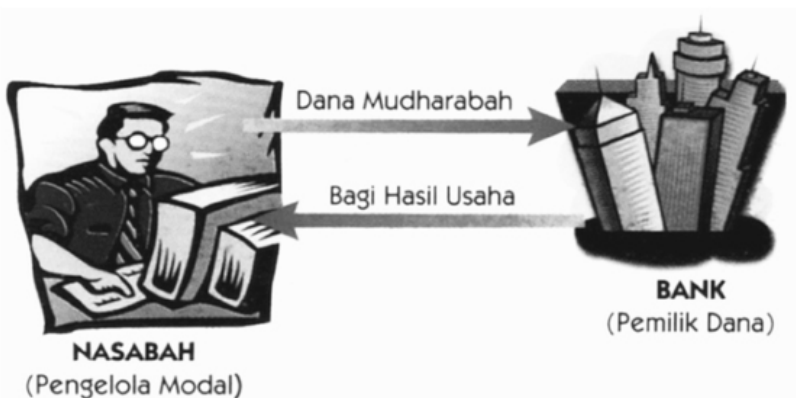 Dana Mudharabah
Bagi Hasil Usaha
BANK
(Pemilik Dana)
NASABAH
(Pengelola Modal)